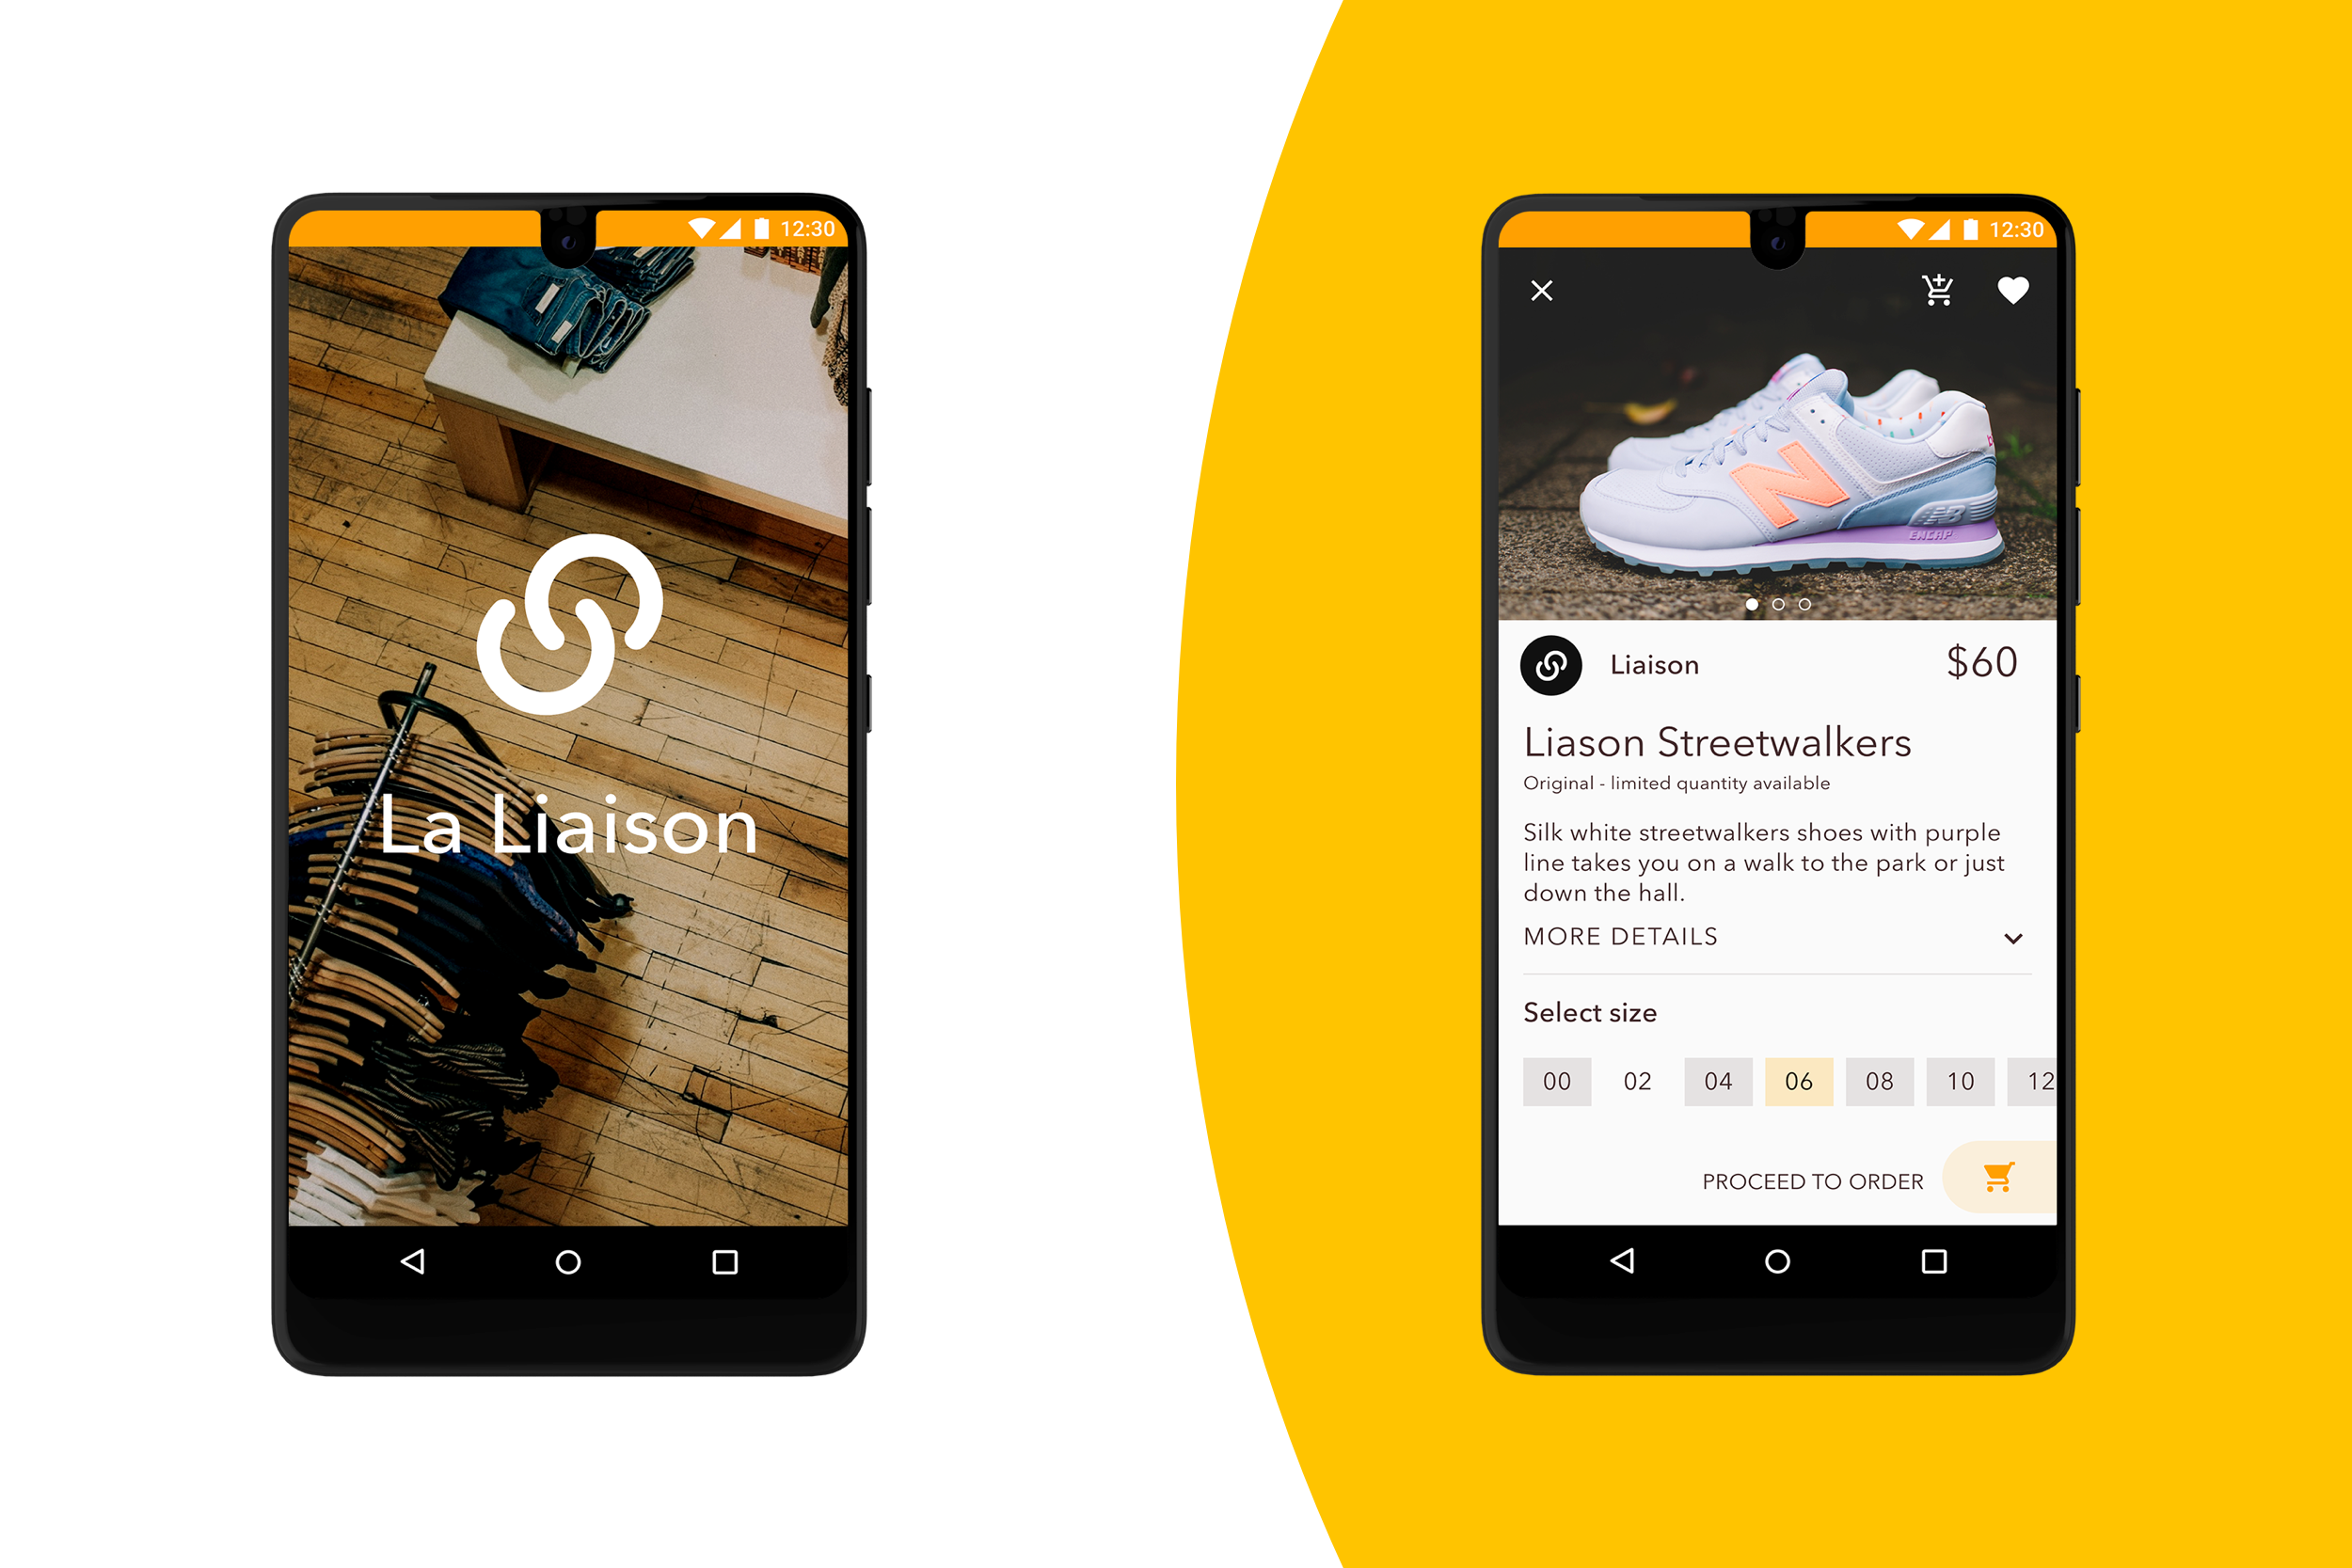 12:30
La Liaison
12:30
N
NB
ENCAP
Liaison
$60
Liason Streetwalkers
Original - limited quantity available
Silk white streetwalkers shoes with purple
line takes you on a walk to the park or just
down the hall.
MORE DETAILS
Select size
00 02 04 06 08 10 12
PROCEED TO ORDER